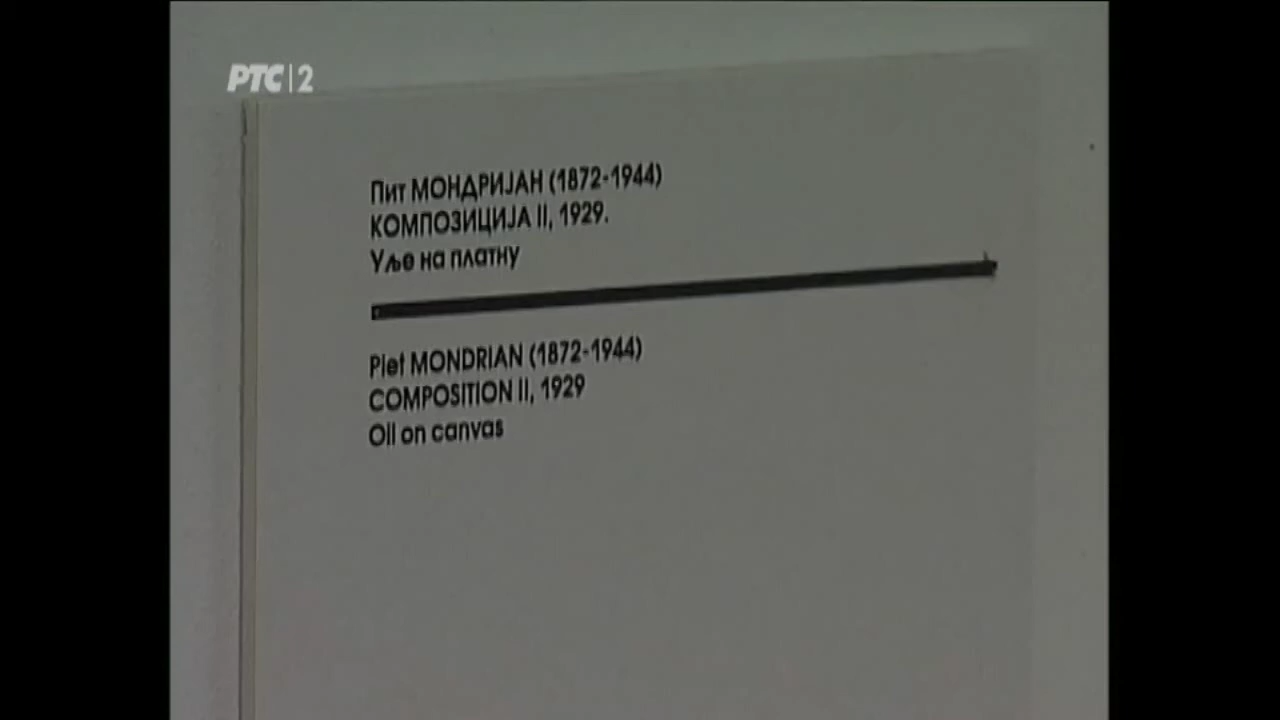 РТС|2
Пит МОНДРИЈАН (1872-1944)
КОМПОЗИЦИЈА II, 1929.
Уље на платну
Piet MONDRIAN (1872-1944)
COMPOSITION II, 1929
Oil on canvas